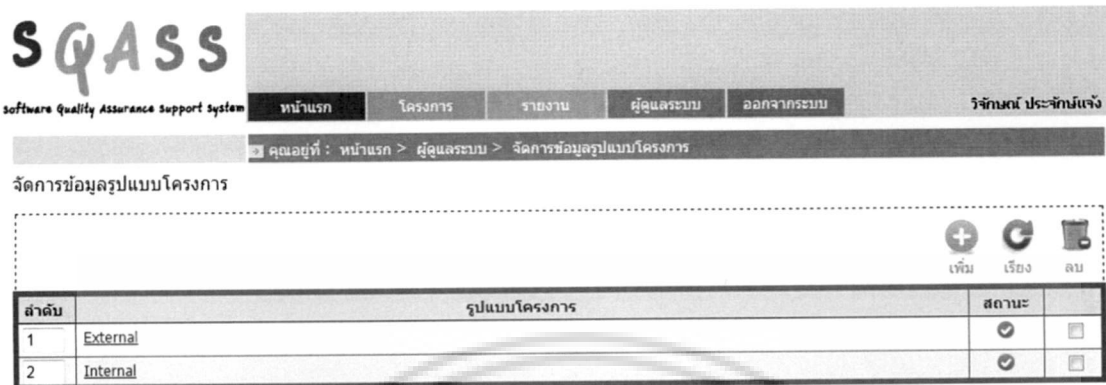 SQASS
Software Quality Assurance Support System
หน้าแรก โครงการ รายงาน ผู้ดูแลระบบ ออกจากระบบ วิจักษณ์ ประจักษ์แจ้ง
คุณอยู่ที่ : หน้าแรก > ผู้ดูแลระบบ > จัดการข้อมูลรูปแบบโครงการ
จัดการข้อมูลรูปแบบโครงการ
เพิ่ม เรียง ลบ
ลำดับ รูปแบบโครงการ สถานะ
1 External
2 Internal